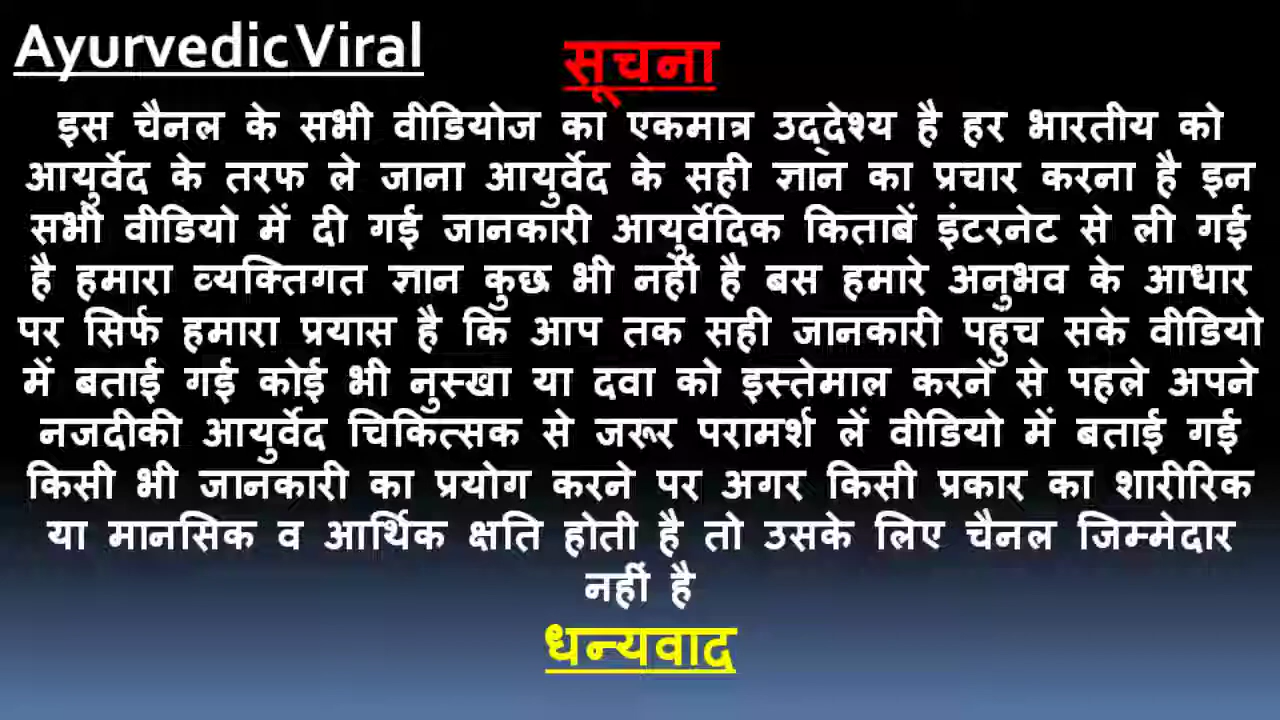 Ayurvedic Viral
सूचना
इस चैनल के सभी वीडियोज का एकमात्र उद्देश्य है हर भारतीय को
आयुर्वेद के तरफ ले जाना आयुर्वेद के सही ज्ञान का प्रचार करना है इन
सभी वीडियो में दी गई जानकारी आयुर्वेदिक किताबें इंटरनेट से ली गई
है हमारा व्यक्तिगत ज्ञान कुछ भी नहीं है बस हमारे अनुभव के आधार
पर सिर्फ हमारा प्रयास है कि आप तक सही जानकारी पहुच सके वीडियो
में बताई गई कोई भी नुस्खा या दवा को इस्तेमाल करने से पहले अपने
नजदीकी आयुर्वेद चिकित्सक से जरूर परामर्श लें वीडियो में बताई गई
किसी भी जानकारी का प्रयोग करने पर अगर किसी प्रकार का शारीरिक
या मानसिक व आर्थिक क्षति होती है तो उसके लिए चैनल जिम्मेदार
नहीं है
धन्यवाद